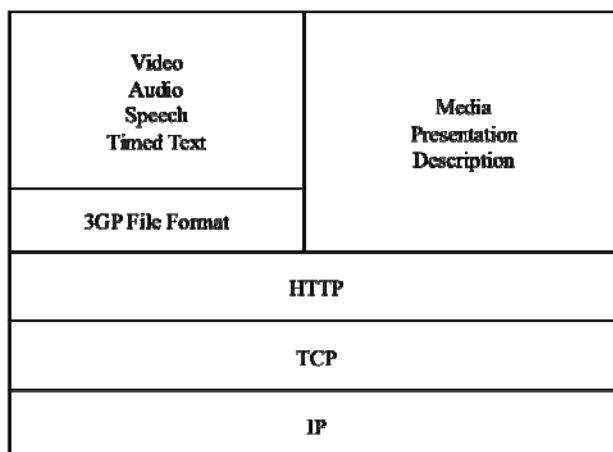 Video
Audio
Speech
Timed Text
3GP File Format
Media
Presentation
Description
HTTP
TCP
IP